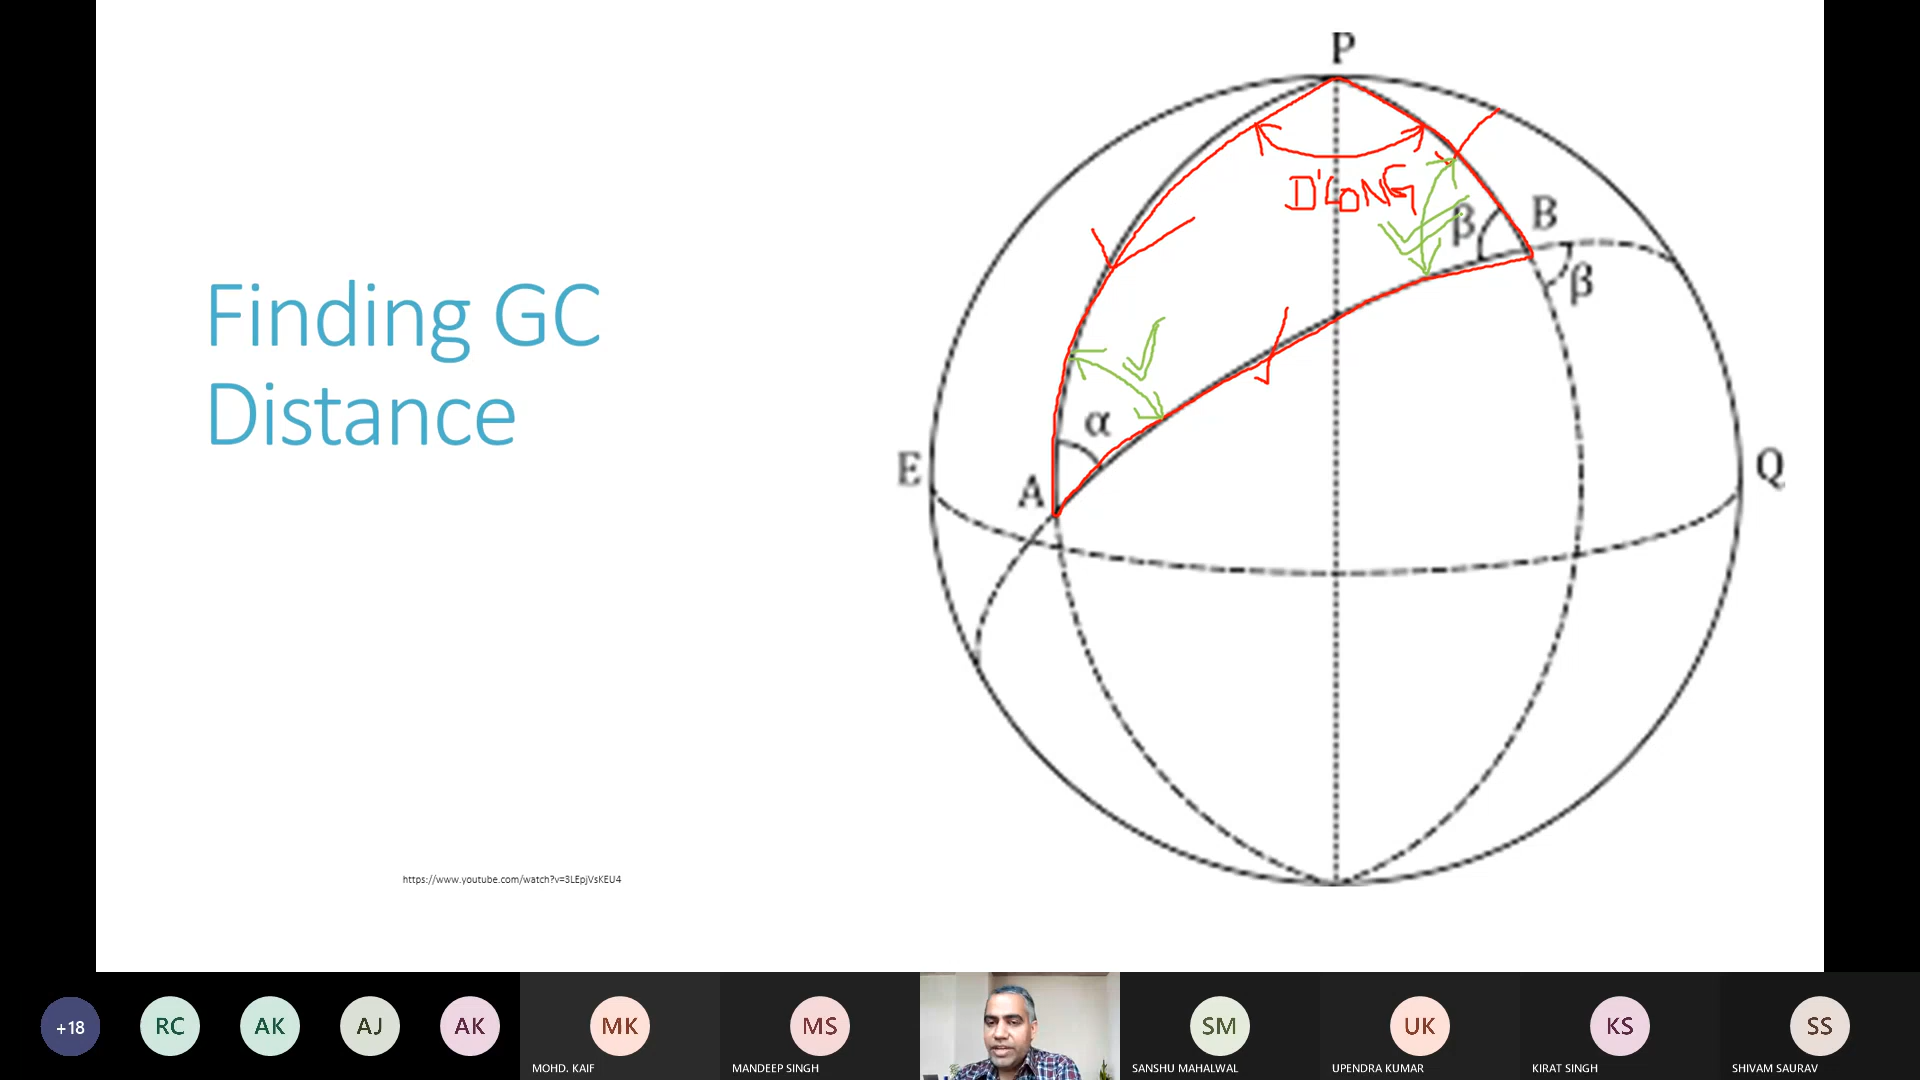 P
D'LONG
β
B
β
Finding GC
Distance
α
E
A
Q
https://www.youtube.com/watch?v=3LEpjVsKEU4
+18
RC
AK
AJ
AK
MK
MS
SM
UK
KS
SS
MOHD. KAIF
MANDEEP SINGH
SANSHU MAHALWAL
UPENDRA KUMAR
KIRAT SINGH
SHIVAM SAURAV